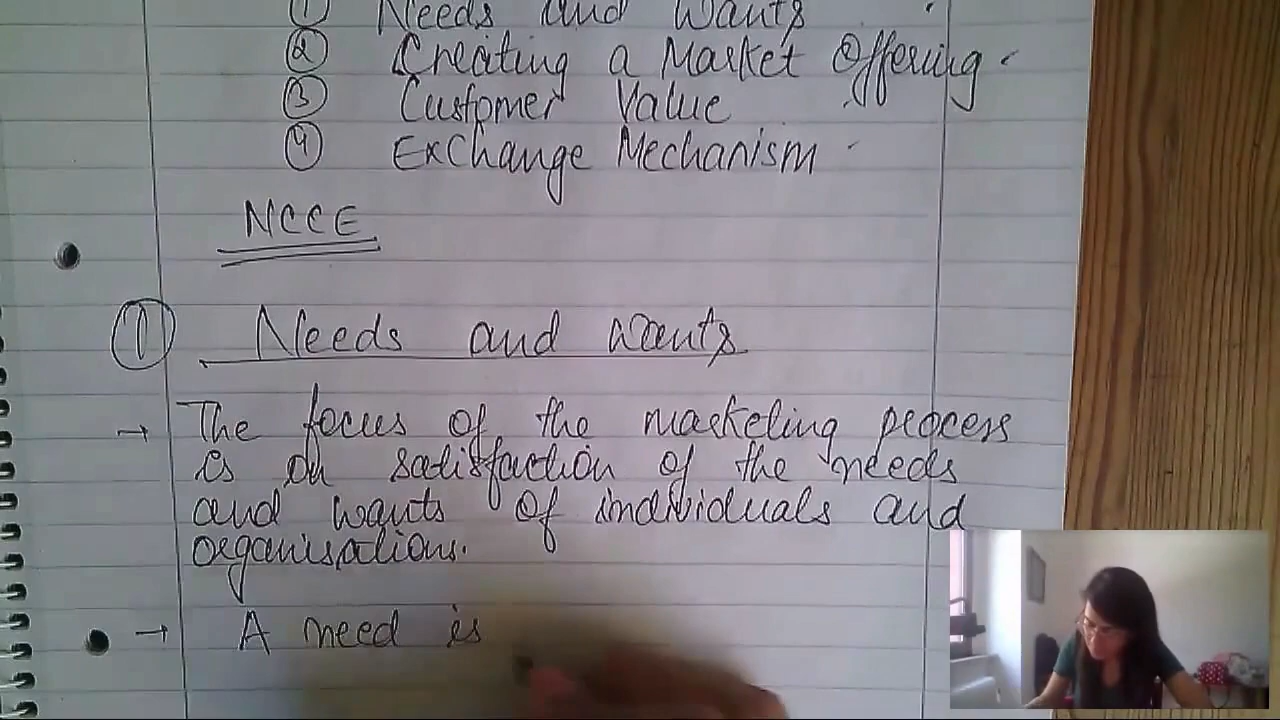 ① Needs and Wants
② Creating a Market Offering
③ Customer Value
④ Exchange Mechanism
NCCE
① Needs and Wants
→ The focus of the marketing process
is on satisfaction of the needs
and wants of individuals and
organisations.
→ A need is